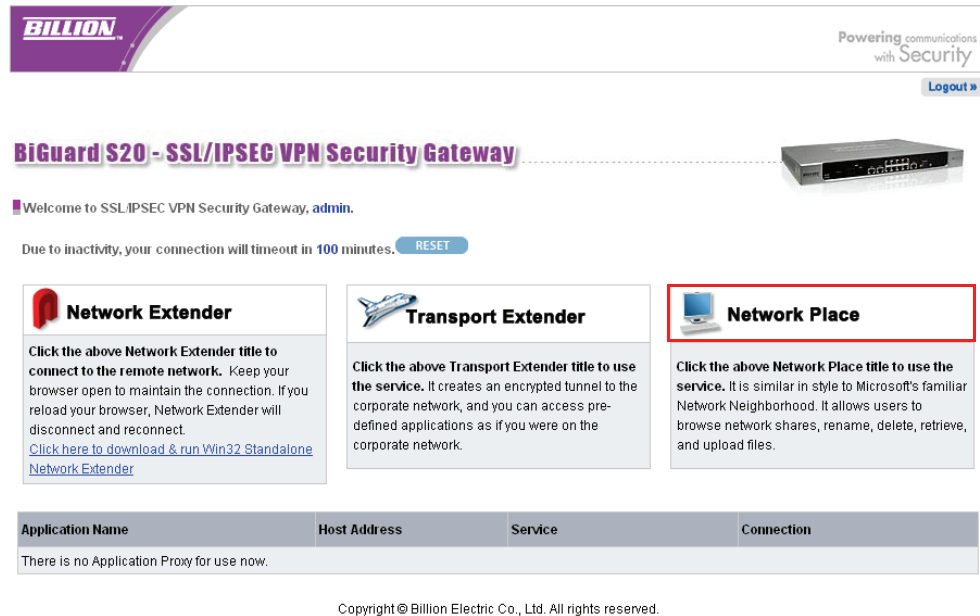 BILLION™
Powering communications
with Security
Logout »
BiGuard S20 - SSL/IPSEC VPN Security Gateway
Welcome to SSL/IPSEC VPN Security Gateway, admin.
Due to inactivity, your connection will timeout in 100 minutes. RESET
Network Extender
Click the above Network Extender title to
connect to the remote network. Keep your
browser open to maintain the connection. If you
reload your browser, Network Extender will
disconnect and reconnect.
Click here to download & run Win32 Standalone
Network Extender
Transport Extender
Click the above Transport Extender title to use
the service. It creates an encrypted tunnel to the
corporate network, and you can access pre-
defined applications as if you were on the
corporate network.
Network Place
Click the above Network Place title to use the
service. It is similar in style to Microsoft's familiar
Network Neighborhood. It allows users to
browse network shares, rename, delete, retrieve,
and upload files.
Application Name Host Address Service Connection
There is no Application Proxy for use now.
Copyright © Billion Electric Co., Ltd. All rights reserved.